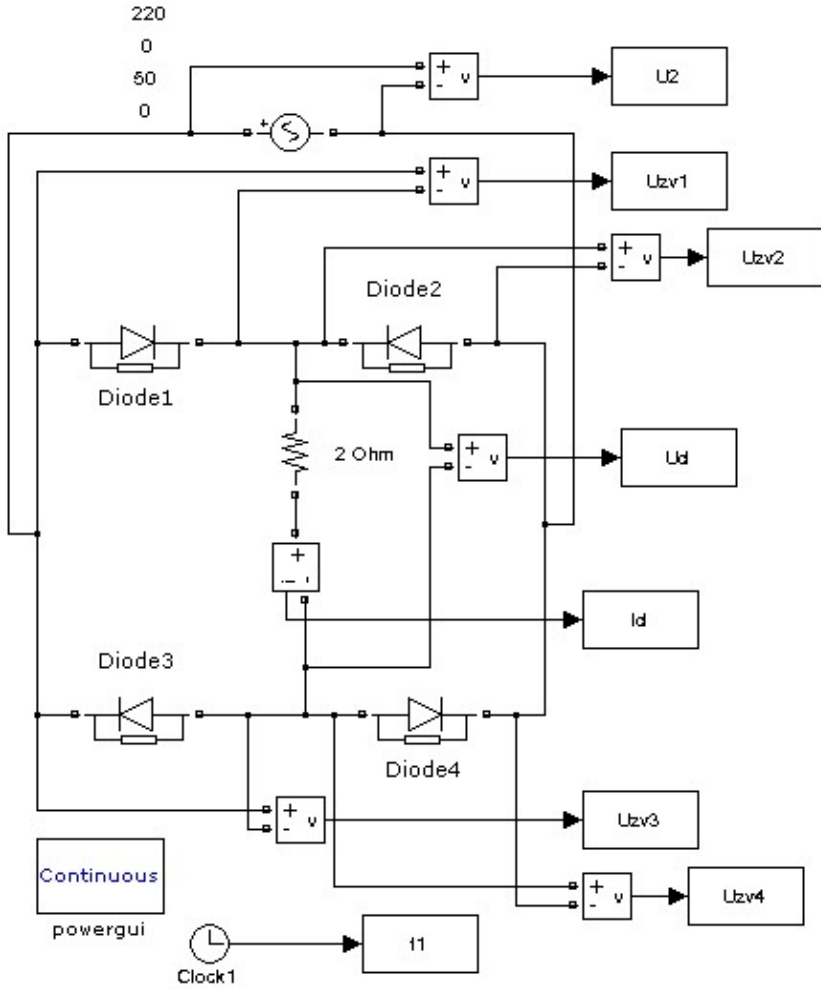 220
0
50
0
+
v
-
U2
+
+
v
-
Uzv1
+
v
-
Uzv2
Diode2
Diode1
2 Ohm
+
v
-
Ud
+
Id
Diode3
Diode4
+
v
-
Uzv3
Continuous
powergui
+
v
-
Uzv4
Clock1
t1